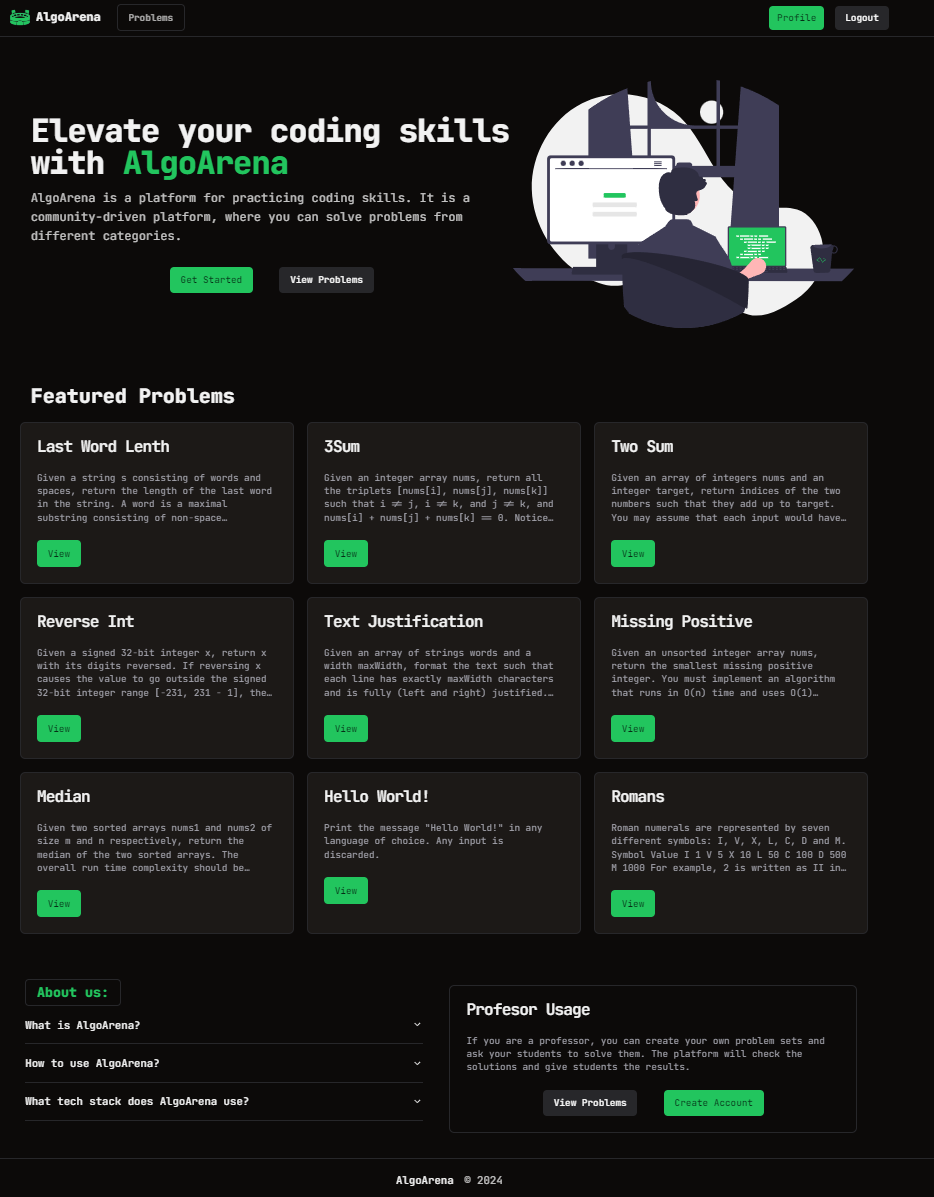 AlgoArena
Problems
Profile
Logout
Elevate your coding skills
with AlgoArena
AlgoArena is a platform for practicing coding skills. It is a
community-driven platform, where you can solve problems from
different categories.
Get Started
View Problems
Featured Problems
Last Word Lenth
Given a string s consisting of words and
spaces, return the length of the last word
in the string. A word is a maximal
substring consisting of non-space…
View
3Sum
Given an integer array nums, return all
the triplets [nums[i], nums[j], nums[k]]
such that i != j, i != k, and j != k, and
nums[i] + nums[j] + nums[k] == 0. Notice…
View
Two Sum
Given an array of integers nums and an
integer target, return indices of the two
numbers such that they add up to target.
You may assume that each input would have…
View
Reverse Int
Given a signed 32-bit integer x, return x
with its digits reversed. If reversing x
causes the value to go outside the signed
32-bit integer range [-231, 231 - 1], the…
View
Text Justification
Given an array of strings words and a
width maxWidth, format the text such that
each line has exactly maxWidth characters
and is fully (left and right) justified.…
View
Missing Positive
Given an unsorted integer array nums,
return the smallest missing positive
integer. You must implement an algorithm
that runs in O(n) time and uses O(1)…
View
Median
Given two sorted arrays nums1 and nums2 of
size m and n respectively, return the
median of the two sorted arrays. The
overall run time complexity should be…
View
Hello World!
Print the message "Hello World!" in any
language of choice. Any input is
discarded.
View
Romans
Roman numerals are represented by seven
different symbols: I, V, X, L, C, D and M.
Symbol Value I 1 V 5 X 10 L 50 C 100 D 500
M 1000 For example, 2 is written as II in…
View
About us:
What is AlgoArena?
How to use AlgoArena?
What tech stack does AlgoArena use?
Profesor Usage
If you are a professor, you can create your own problem sets and
ask your students to solve them. The platform will check the
solutions and give students the results.
View Problems
Create Account
AlgoArena © 2024